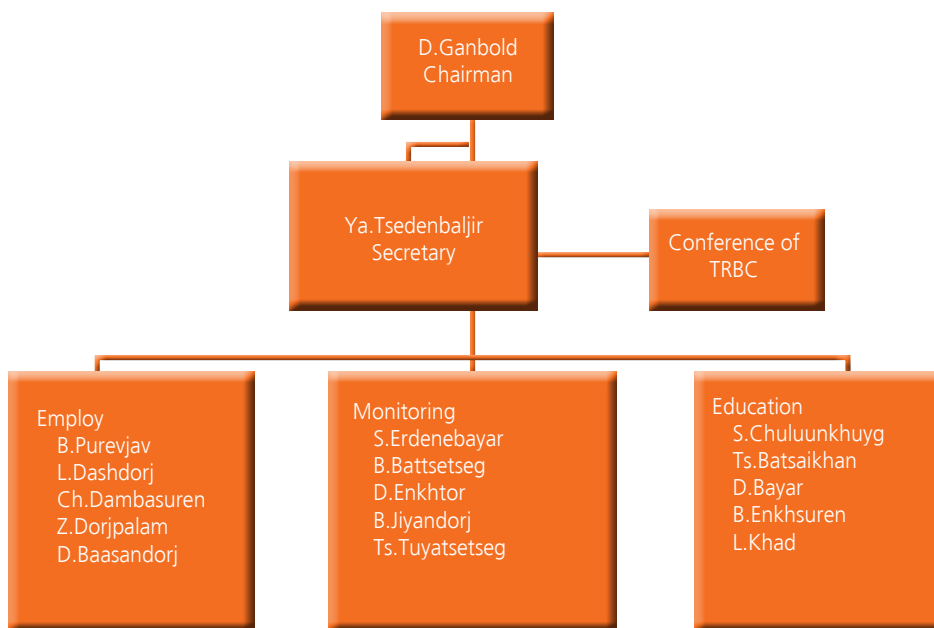 D.Ganbold
Chairman
Ya.Tsedenbaljir
Secretary
Conference of
TRBC
Employ
B.Purevjav
L.Dashdorj
Ch.Dambasuren
Z.Dorjpalam
D.Baasandorj
Monitoring
S.Erdenebayar
B.Battsetseg
D.Enkhtor
B.Jiyandorj
Ts.Tuyatsetseg
Education
S.Chuluunkhuyg
Ts.Batsaikhan
D.Bayar
B.Enkhsuren
L.Khad